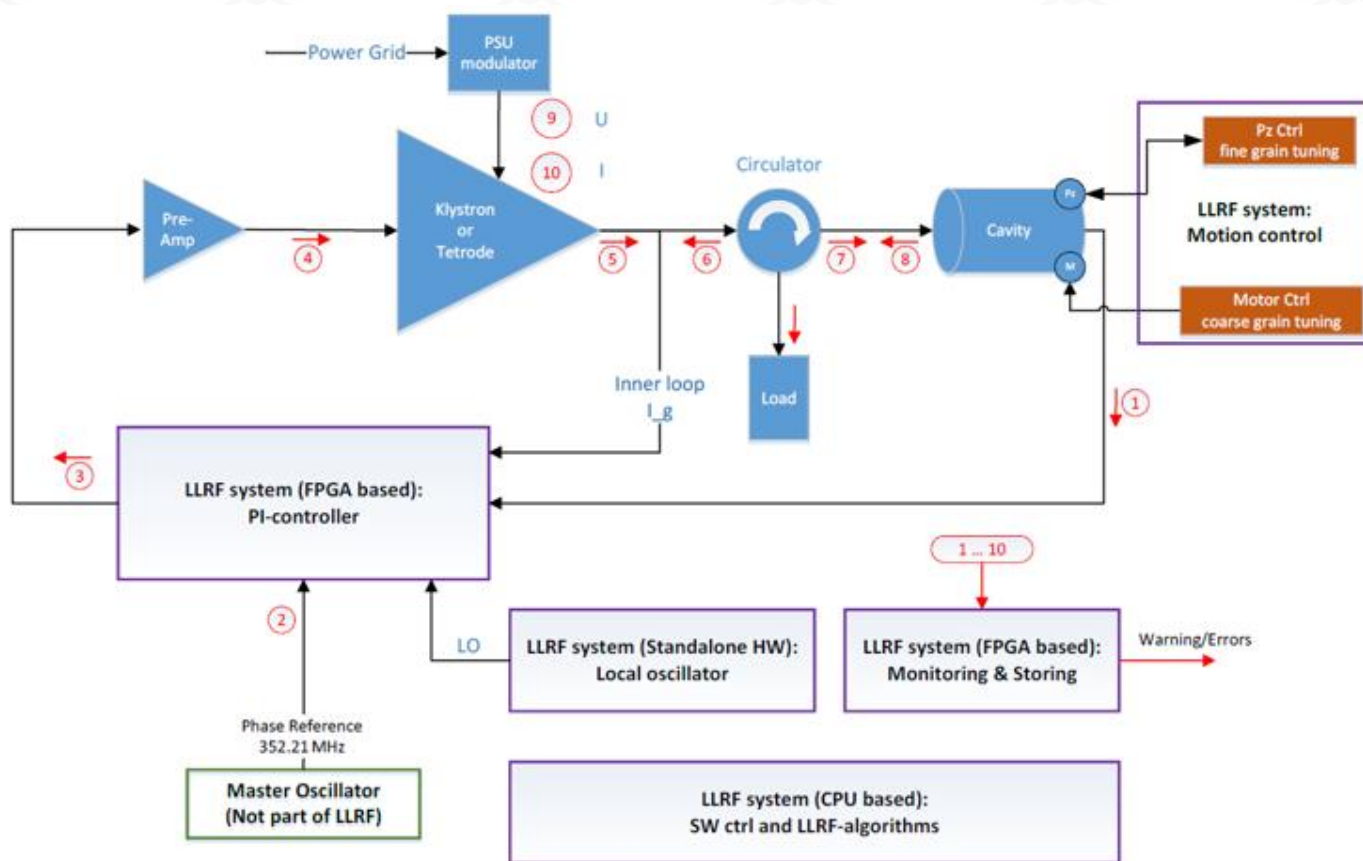 Power Grid
PSU
modulator
9
U
10
I
Pre-
Amp
4
Klystron
or
Tetrode
5
6
Circulator
7
8
Cavity
Pz
M
Pz Ctrl
fine grain tuning
LLRF system:
Motion control
Motor Ctrl
coarse grain tuning
Inner loop
I_g
Load
1
3
LLRF system (FPGA based):
PI-controller
1 ... 10
2
LO
LLRF system (Standalone HW):
Local oscillator
LLRF system (FPGA based):
Monitoring & Storing
Warning/Errors
Phase Reference
352.21 MHz
Master Oscillator
(Not part of LLRF)
LLRF system (CPU based):
SW ctrl and LLRF-algorithms